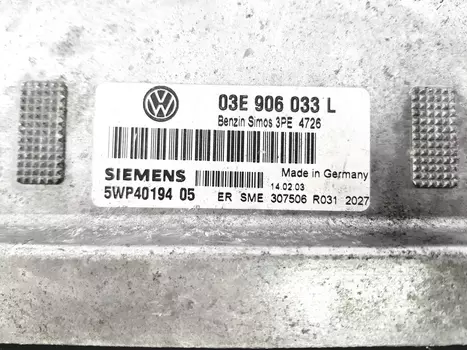 03E 906 033 L
Benzin Simos 3PE 4726
SIEMENS
Made in Germany
14.02.03
5WP40194 05
ER SME 307506 R031 2027